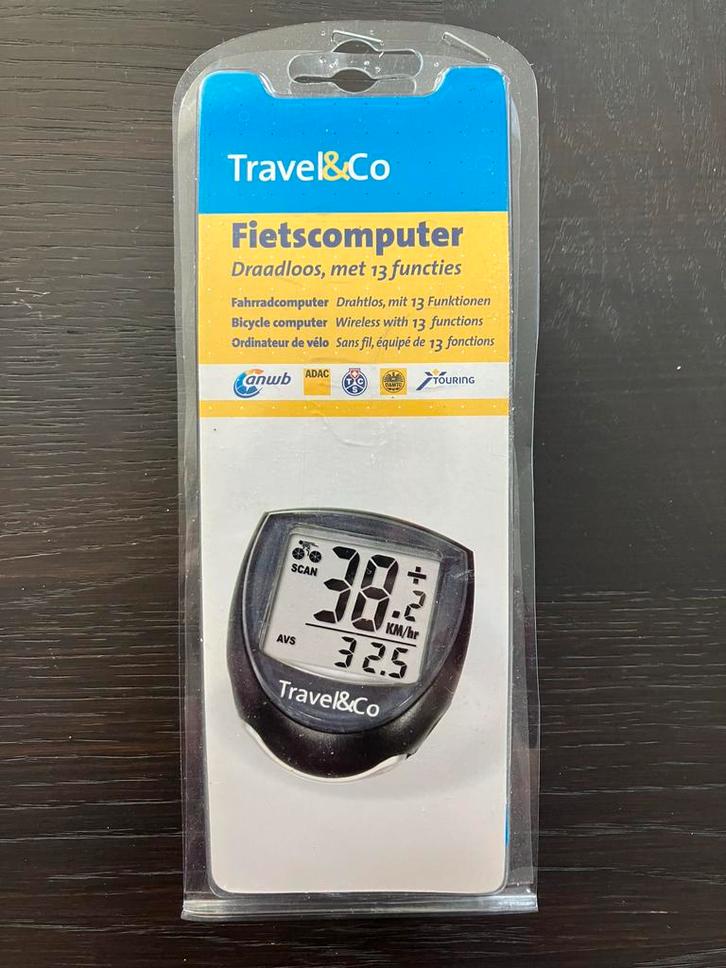 Travel&Co
Fietscomputer
Draadloos, met 13 functies
Fahrradcomputer Drahtlos, mit 13 Funktionen
Bicycle computer Wireless with 13 functions
Ordinateur de vélo Sans fil, équipé de 13 fonctions
anwb ADAC TCS ÖAMTC TOURING
SCAN 38.2 +
KM/hr
AVS 32.5
Travel&Co